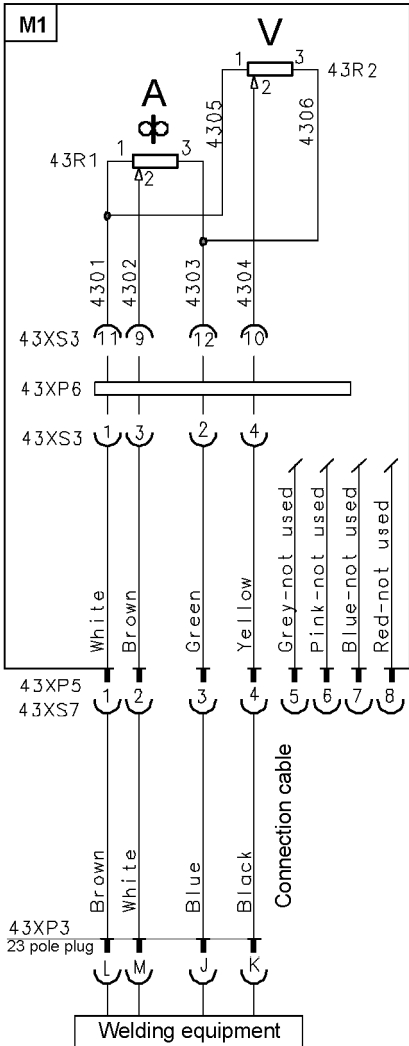 M1
V
1 3
43R2
2
A
4305
4306
1 3
43R1
2
4301
4302
4303
4304
43XS3
11 9 12 10
43XP6
43XS3
1 3 2 4
White
Brown
Green
Yellow
Grey-not used
Pink-not used
Blue-not used
Red-not used
43XP5
43XS7
1 2 3 4 5 6 7 8
Brown
White
Blue
Black
Connection cable
43XP3
23 pole plug
L M J K
Welding equipment